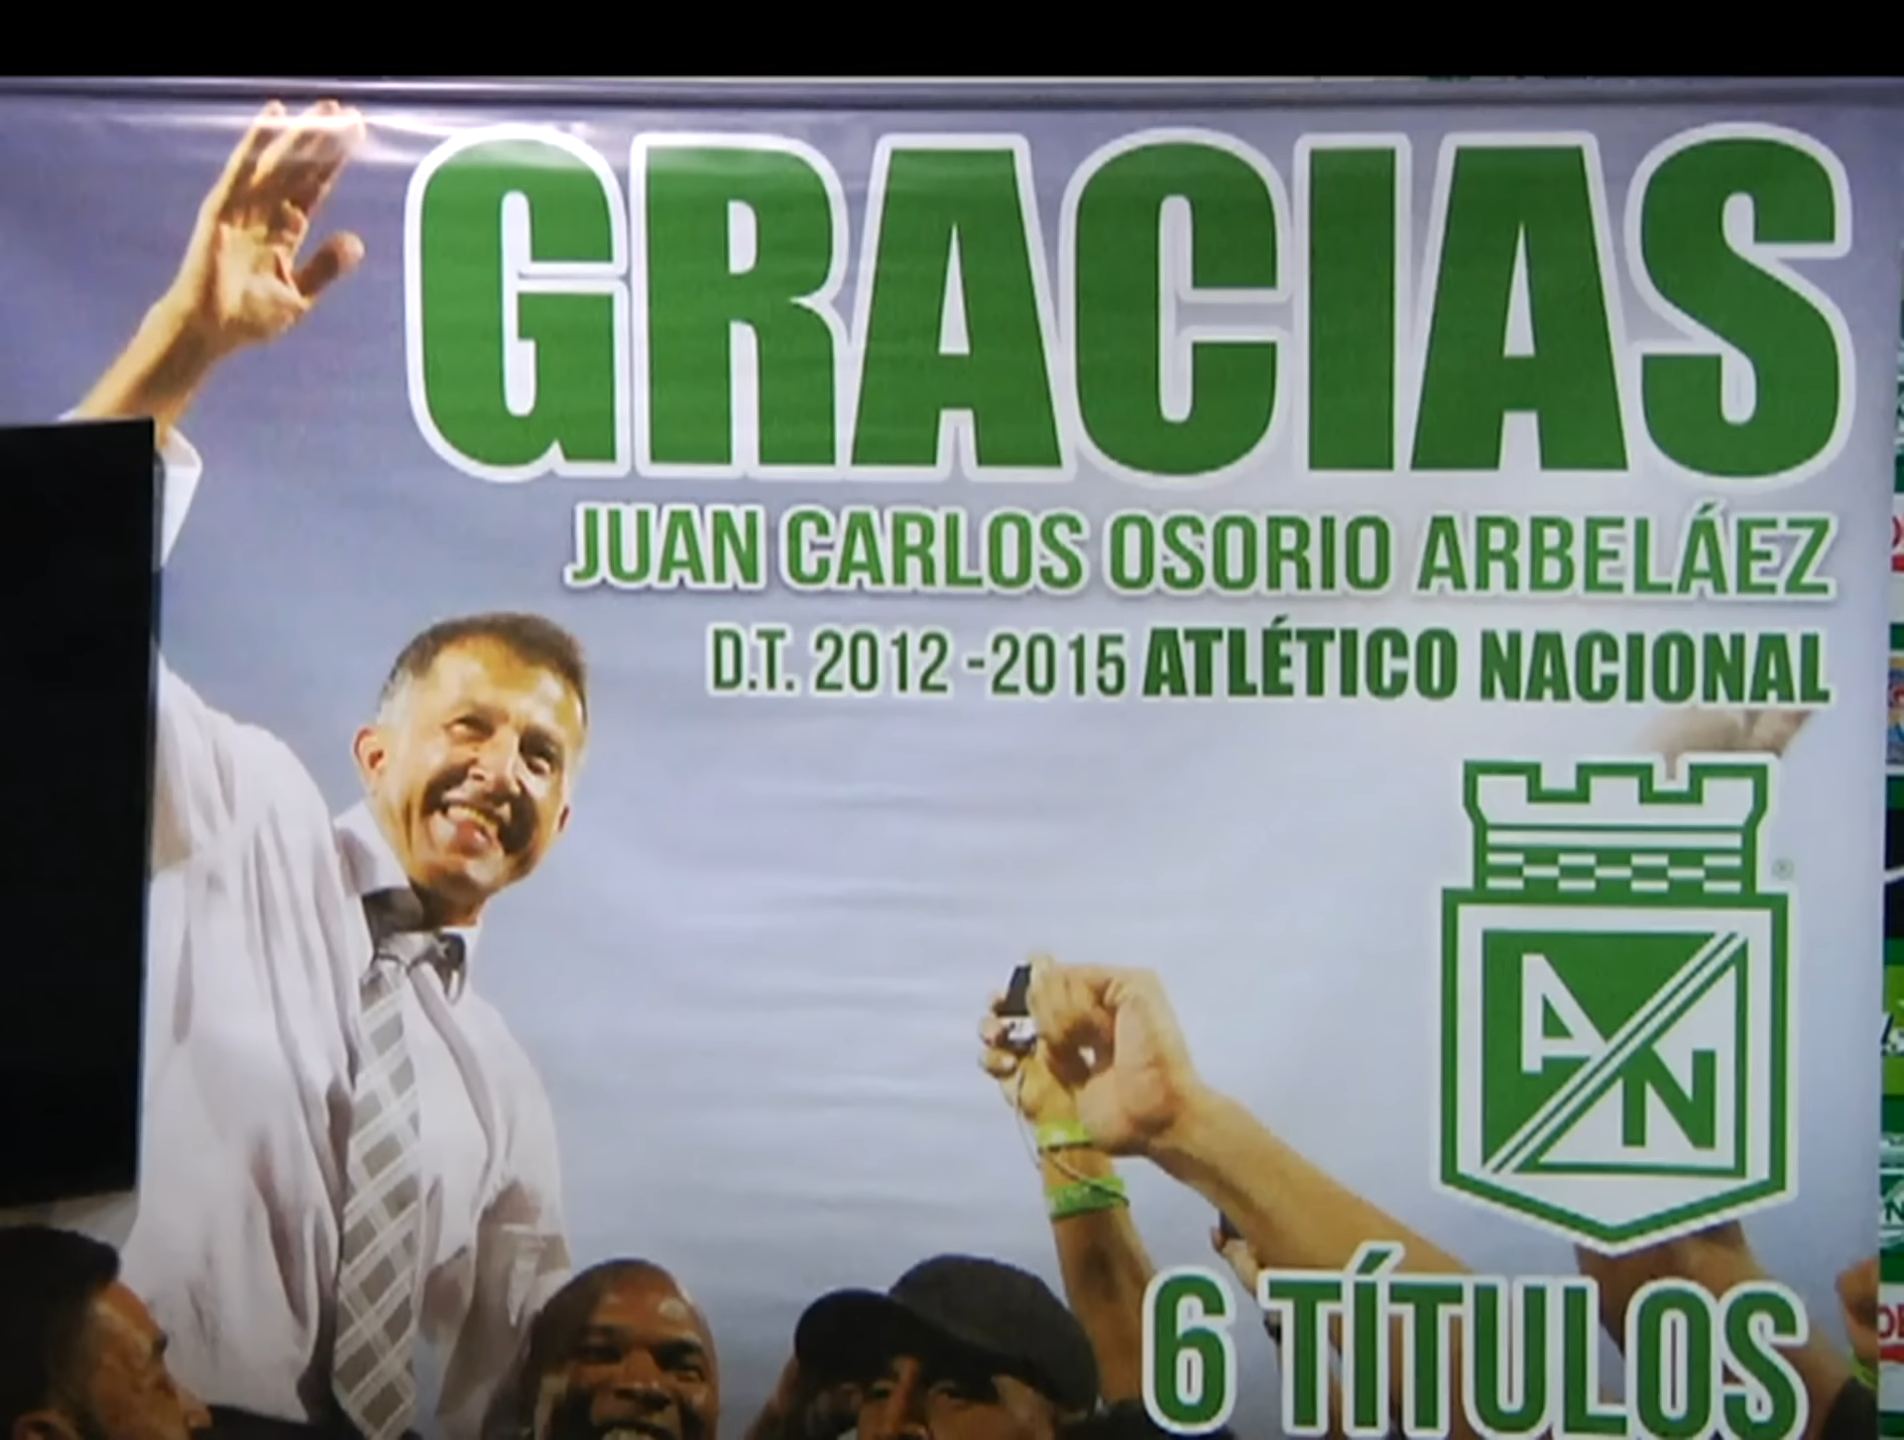 GRACIAS
JUAN CARLOS OSORIO ARBELÁEZ
D.T. 2012 -2015 ATLÉTICO NACIONAL
®
AN
6 TÍTULOS